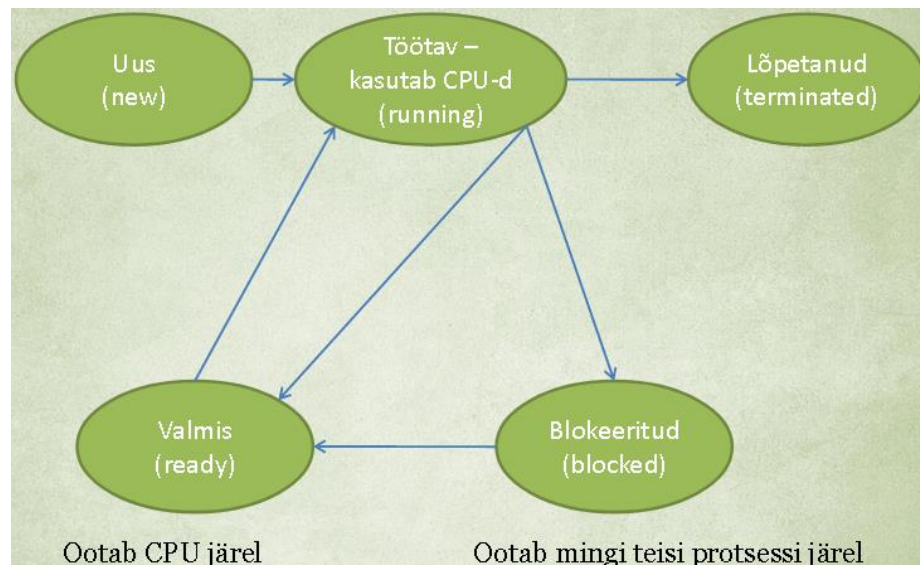 Uus
(new)
Töötav –
kasutab CPU-d
(running)
Lõpetanud
(terminated)
Valmis
(ready)
Blokeeritud
(blocked)
Ootab CPU järel
Ootab mingi teisi protsessi järel